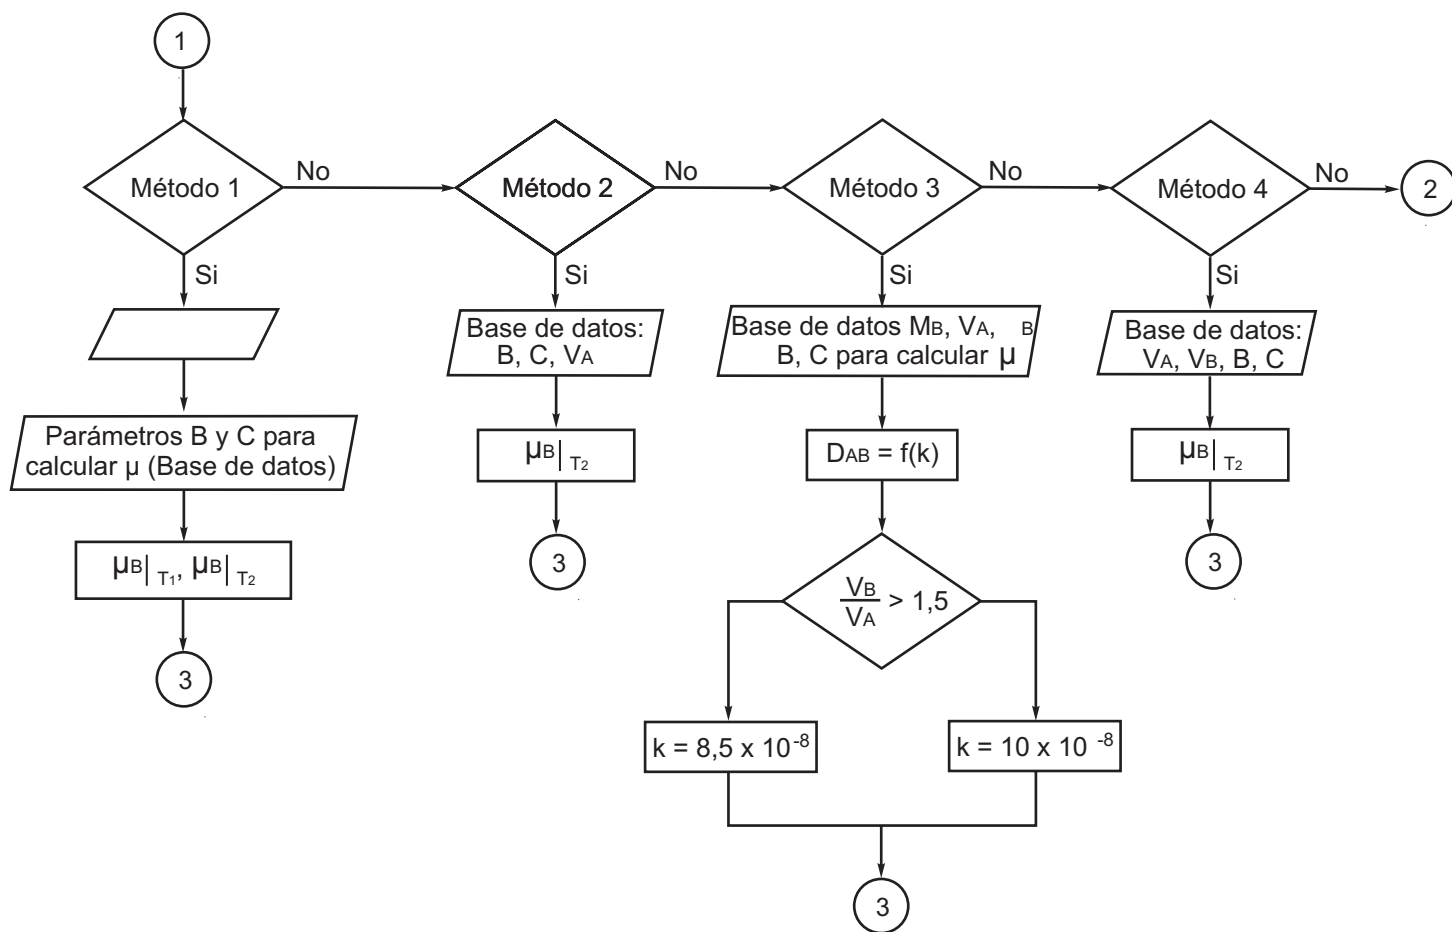 1
Método 1
No
Método 2
No
Método 3
No
Método 4
No
2
Si
Si
Si
Si
Base de datos:
B, C, VA
Base de datos MB, VA, B
B, C para calcular µ
Base de datos:
VA, VB, B, C
Parámetros B y C para
calcular µ (Base de datos)
µB| T2
DAB = f(k)
µB| T2
µB| T1, µB| T2
3
3
VB
VA
> 1,5
3
k = 8,5 x 10 -8
k = 10 x 10 -8
3